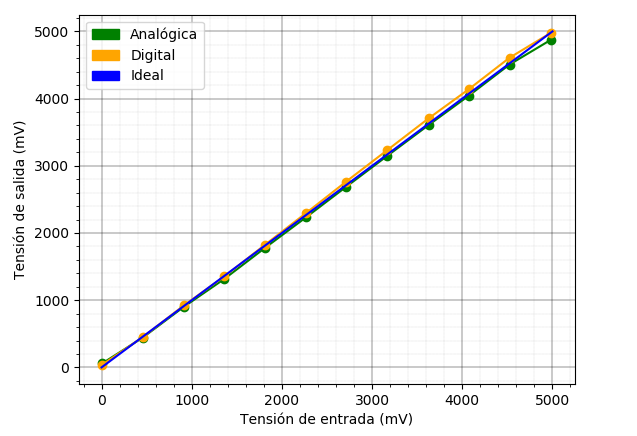 Analógica
Digital
Ideal
5000
4000
3000
2000
1000
0
Tensión de salida (mV)
0 1000 2000 3000 4000 5000
Tensión de entrada (mV)